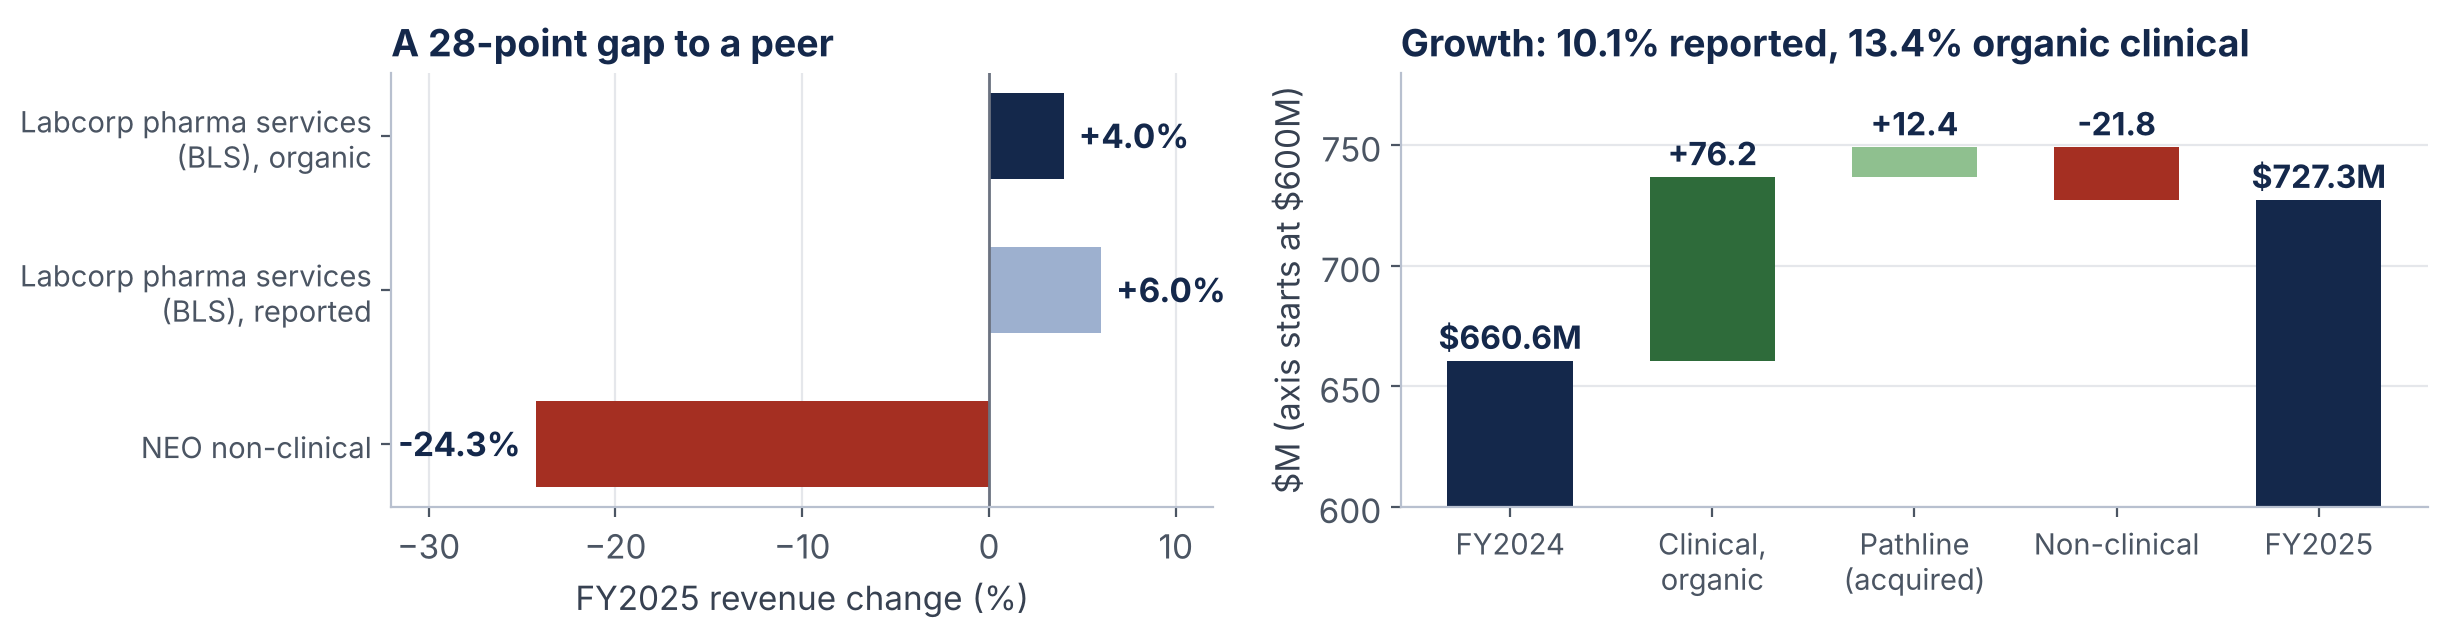 A 28-point gap to a peer
Labcorp pharma services
(BLS), organic
+4.0%
Labcorp pharma services
(BLS), reported
+6.0%
NEO non-clinical
-24.3%
−30
−20
−10
0
10
FY2025 revenue change (%)
Growth: 10.1% reported, 13.4% organic clinical
$M (axis starts at $600M)
750
700
650
600
$660.6M
+76.2
+12.4
-21.8
$727.3M
FY2024
Clinical,
organic
Pathline
(acquired)
Non-clinical
FY2025